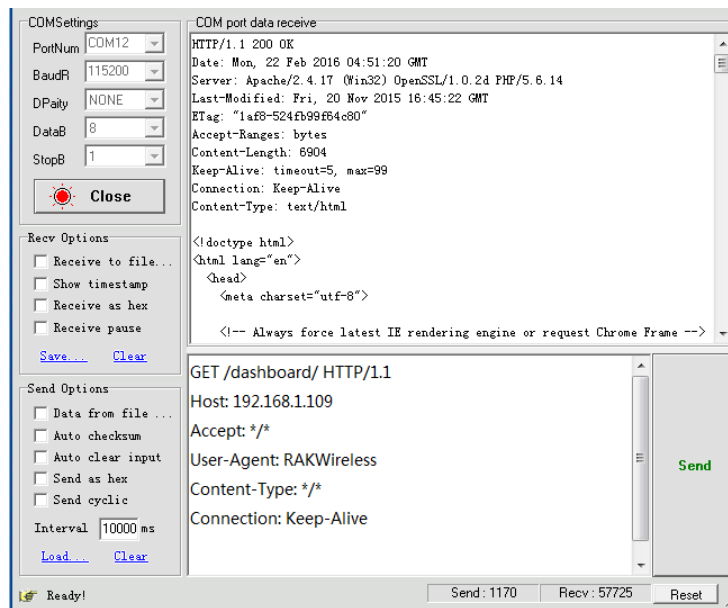 COMSettings
PortNum COM12
BaudR 115200
DPaity NONE
DataB 8
StopB 1
Close
Recv Options
Receive to file...
Show timestamp
Receive as hex
Receive pause
Save... Clear
Send Options
Data from file ...
Auto checksum
Auto clear input
Send as hex
Send cyclic
Interval 10000 ms
Load... Clear
COM port data receive
HTTP/1.1 200 OK
Date: Mon, 22 Feb 2016 04:51:20 GMT
Server: Apache/2.4.17 (Win32) OpenSSL/1.0.2d PHP/5.6.14
Last-Modified: Fri, 20 Nov 2015 16:45:22 GMT
ETag: "1af8-524fb99f64c80"
Accept-Ranges: bytes
Content-Length: 6904
Keep-Alive: timeout=5, max=99
Connection: Keep-Alive
Content-Type: text/html
<!doctype html>
<html lang="en">
<head>
<meta charset="utf-8">
<!-- Always force latest IE rendering engine or request Chrome Frame -->
GET /dashboard/ HTTP/1.1
Host: 192.168.1.109
Accept: */*
User-Agent: RAKWireless
Content-Type: */*
Connection: Keep-Alive
Send
Ready!
Send : 1170
Recv : 57725
Reset